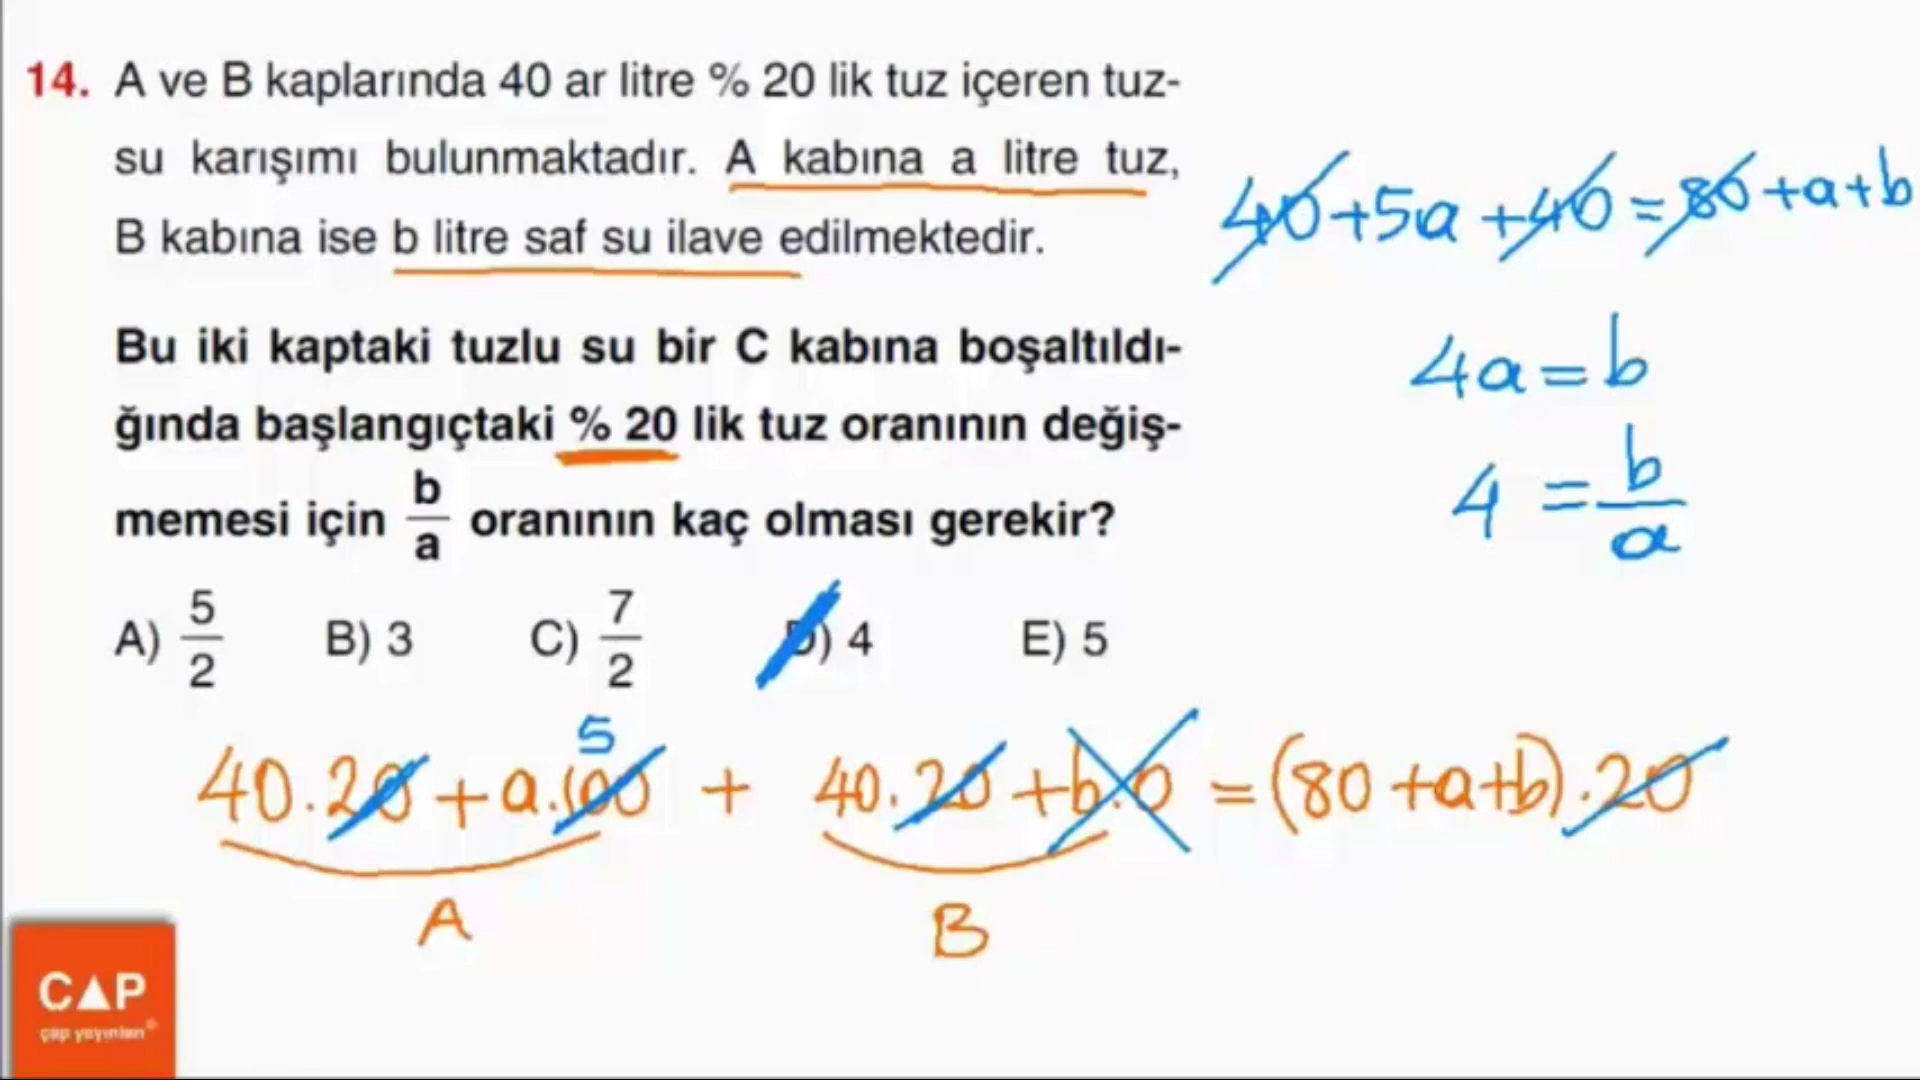 14. A ve B kaplarında 40 ar litre % 20 lik tuz içeren tuz-
su karışımı bulunmaktadır. A kabına a litre tuz,
B kabına ise b litre saf su ilave edilmektedir.
Bu iki kaptaki tuzlu su bir C kabına boşaltıldı-
ğında başlangıçtaki % 20 lik tuz oranının değiş-
memesi için b/a oranının kaç olması gerekir?
A) 5/2 B) 3 C) 7/2 D) 4 E) 5
40+5a+40=80+a+b
4a=b
4=b/a
5
40.20+a.100 + 40.20+b.0=(80+a+b).20
A B
CAP
çap yayınları